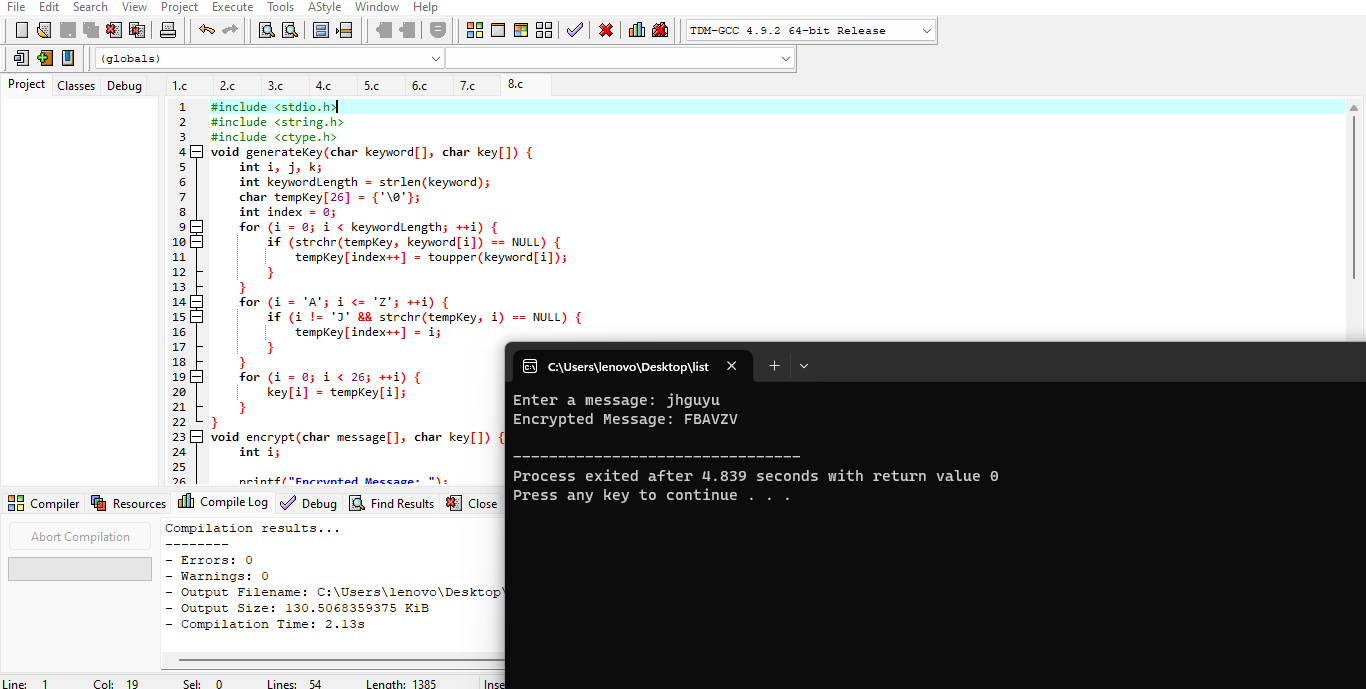 File Edit Search View Project Execute Tools AStyle Window Help
TDM-GCC 4.9.2 64-bit Release
(globals)
Project Classes Debug 1.c 2.c 3.c 4.c 5.c 6.c 7.c 8.c
1 #include <stdio.h>
2 #include <string.h>
3 #include <ctype.h>
4 void generateKey(char keyword[], char key[]) {
5 int i, j, k;
6 int keywordLength = strlen(keyword);
7 char tempKey[26] = {'\0'};
8 int index = 0;
9 for (i = 0; i < keywordLength; ++i) {
10 if (strchr(tempKey, keyword[i]) == NULL) {
11 tempKey[index++] = toupper(keyword[i]);
12 }
13 }
14 for (i = 'A'; i <= 'Z'; ++i) {
15 if (i != 'J' && strchr(tempKey, i) == NULL) {
16 tempKey[index++] = i;
17 }
18 }
19 for (i = 0; i < 26; ++i) {
20 key[i] = tempKey[i];
21 }
22 }
23 void encrypt(char message[], char key[]) {
24 int i;
25
26 printf("Encrypted Message: ");
C:\Users\lenovo\Desktop\list
Enter a message: jhguyu
Encrypted Message: FBAVZV
--------------------------------
Process exited after 4.839 seconds with return value 0
Press any key to continue . . .
Compiler Resources Compile Log Debug Find Results Close
Abort Compilation
Compilation results...
--------
- Errors: 0
- Warnings: 0
- Output Filename: C:\Users\lenovo\Desktop\
- Output Size: 130.5068359375 KiB
- Compilation Time: 2.13s
Line: 1 Col: 19 Sel: 0 Lines: 54 Length: 1385 Inse